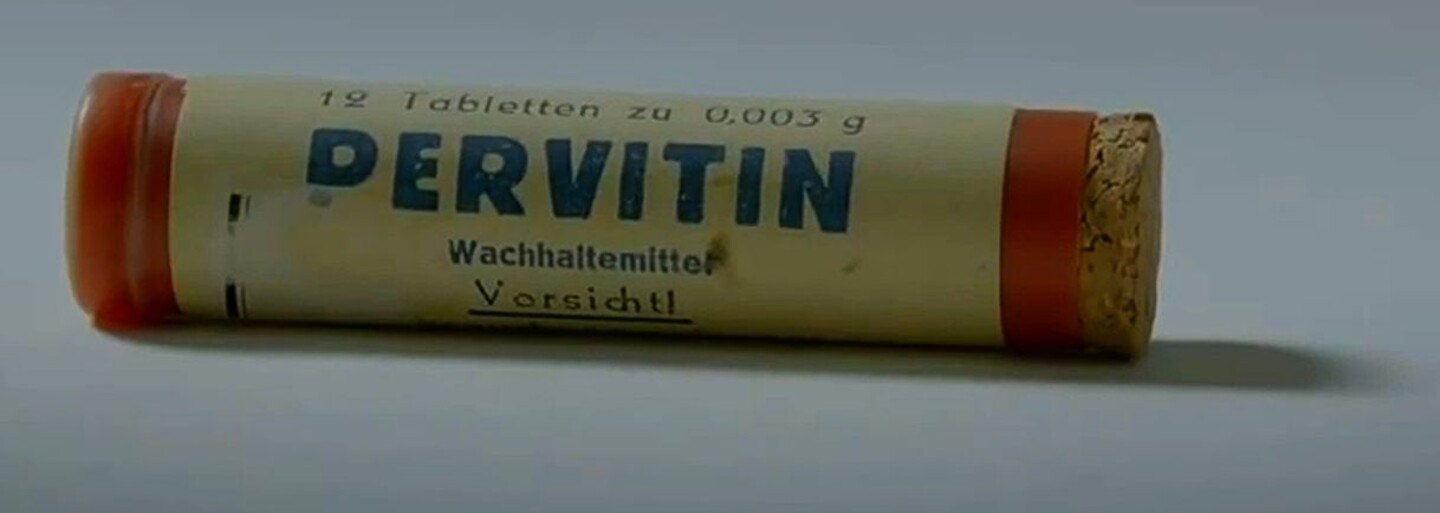 12 Tabletten zu 0,003 g
PERVITIN
Wachhaltemittel
Vorsicht!